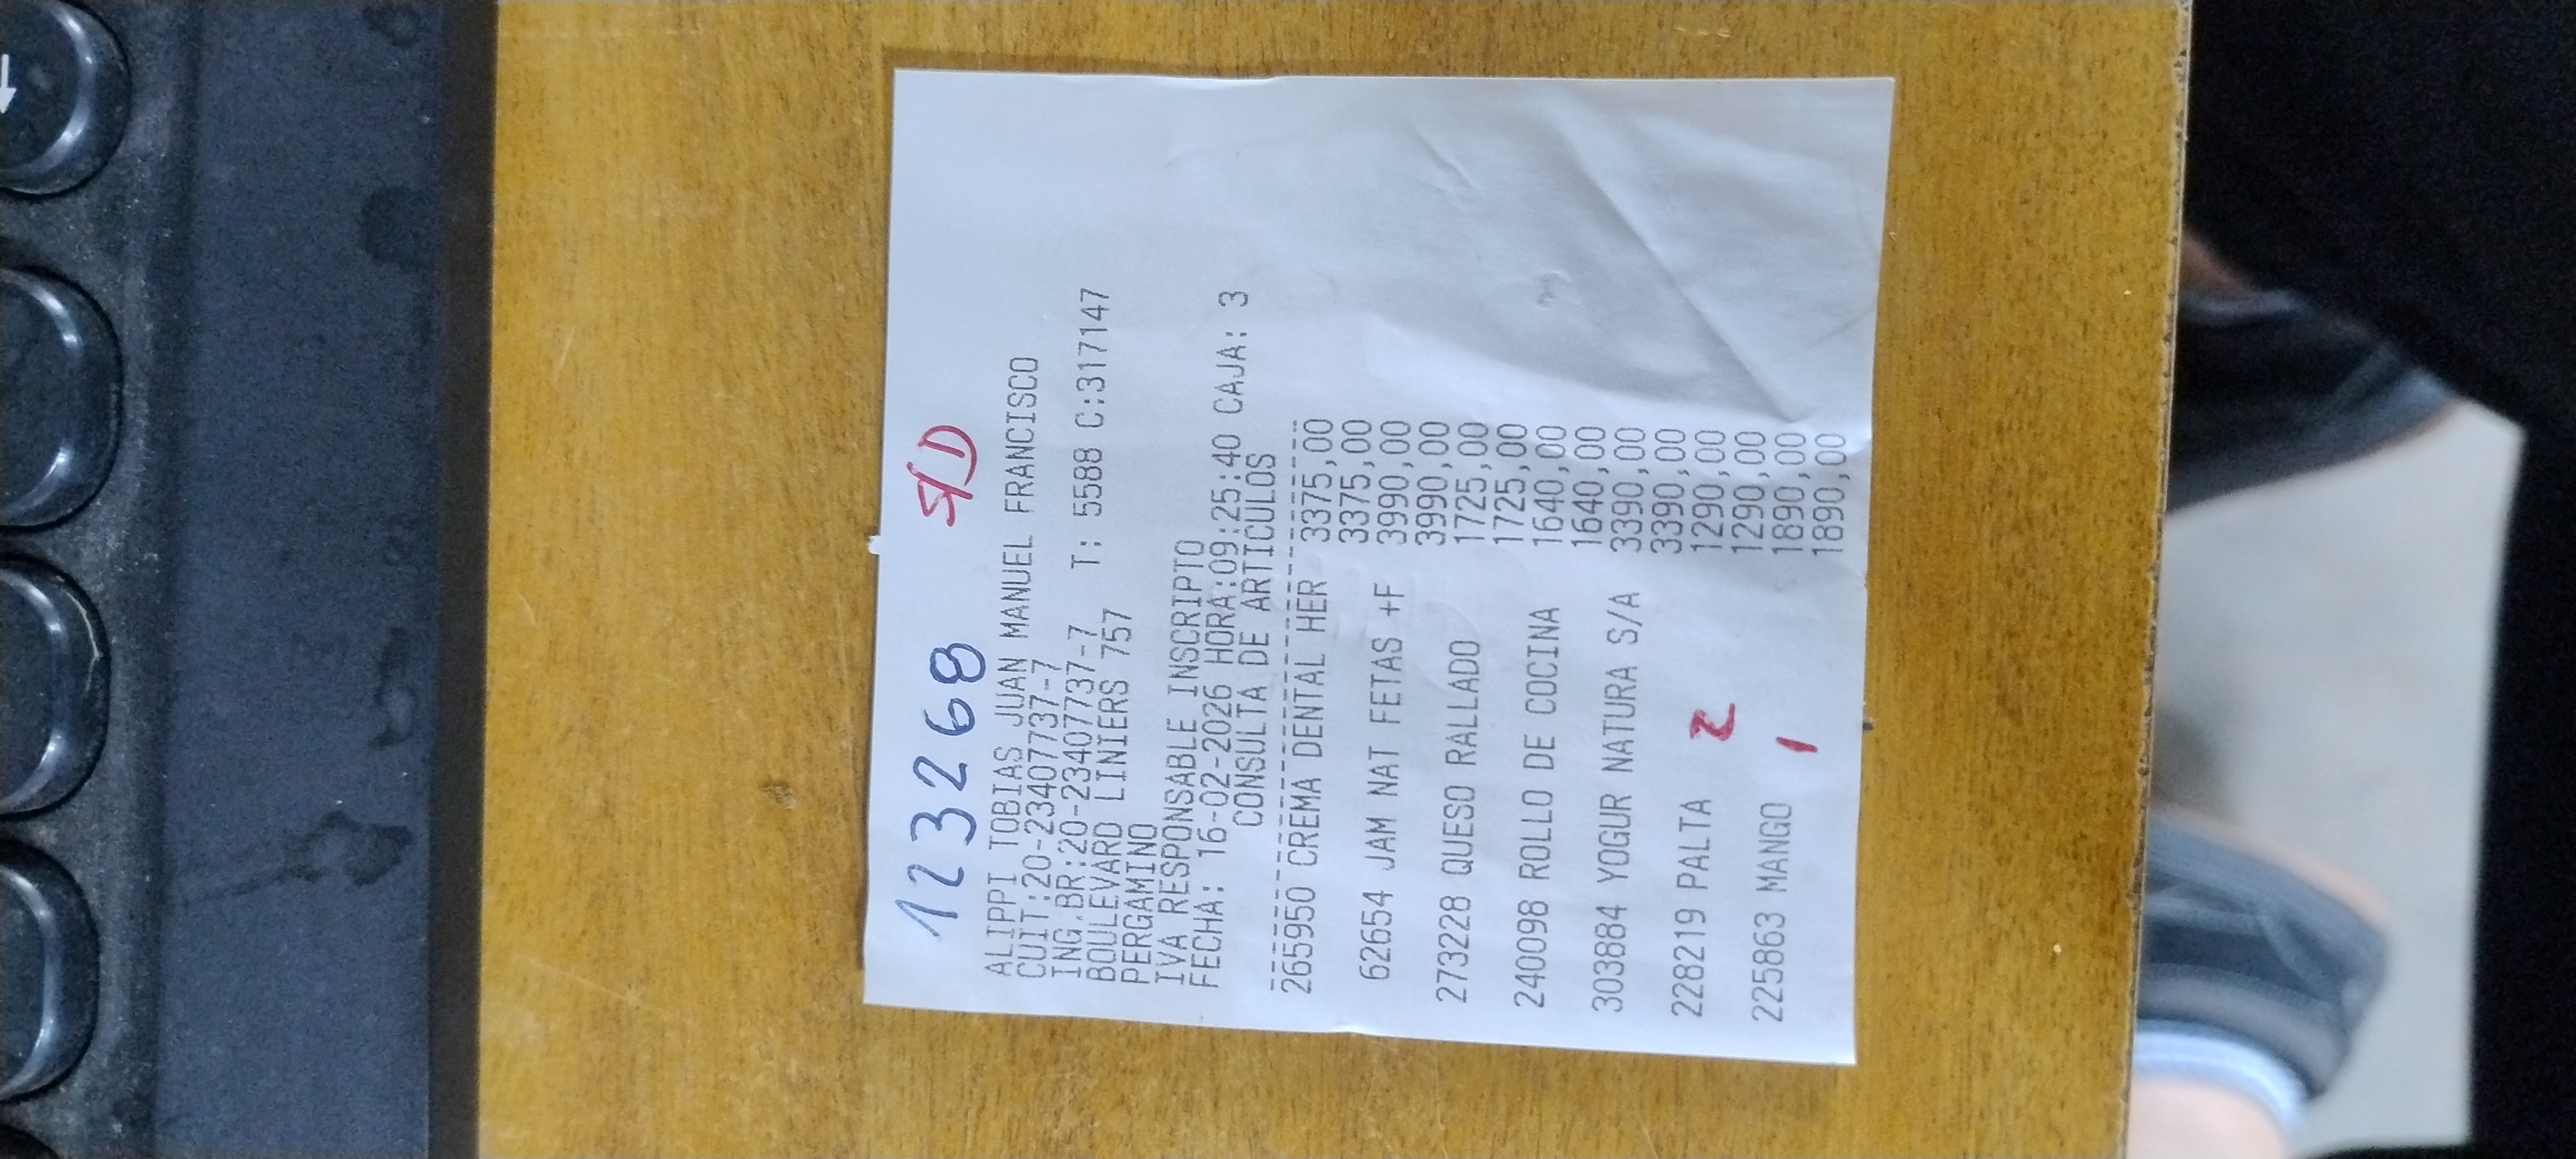 123268 S/D
ALIPPI TOBIAS JUAN MANUEL FRANCISCO
CUIT:20-23407737-7
ING.BR:20-23407737-7 T: 5588 C:317147
BOULEVARD LINIERS 757
PERGAMINO
IVA RESPONSABLE INSCRIPTO
FECHA: 16-02-2026 HORA:09:25:40 CAJA: 3
CONSULTA DE ARTICULOS
265950 CREMA DENTAL HER 3375,00
3375,00
62654 JAM NAT FETAS +F 3990,00
3990,00
273228 QUESO RALLADO 1725,00
1725,00
240098 ROLLO DE COCINA 1640,00
1640,00
303884 YOGUR NATURA S/A 3390,00
3390,00
228219 PALTA 2 1290,00
1290,00
225863 MANGO 1 1890,00
1890,00